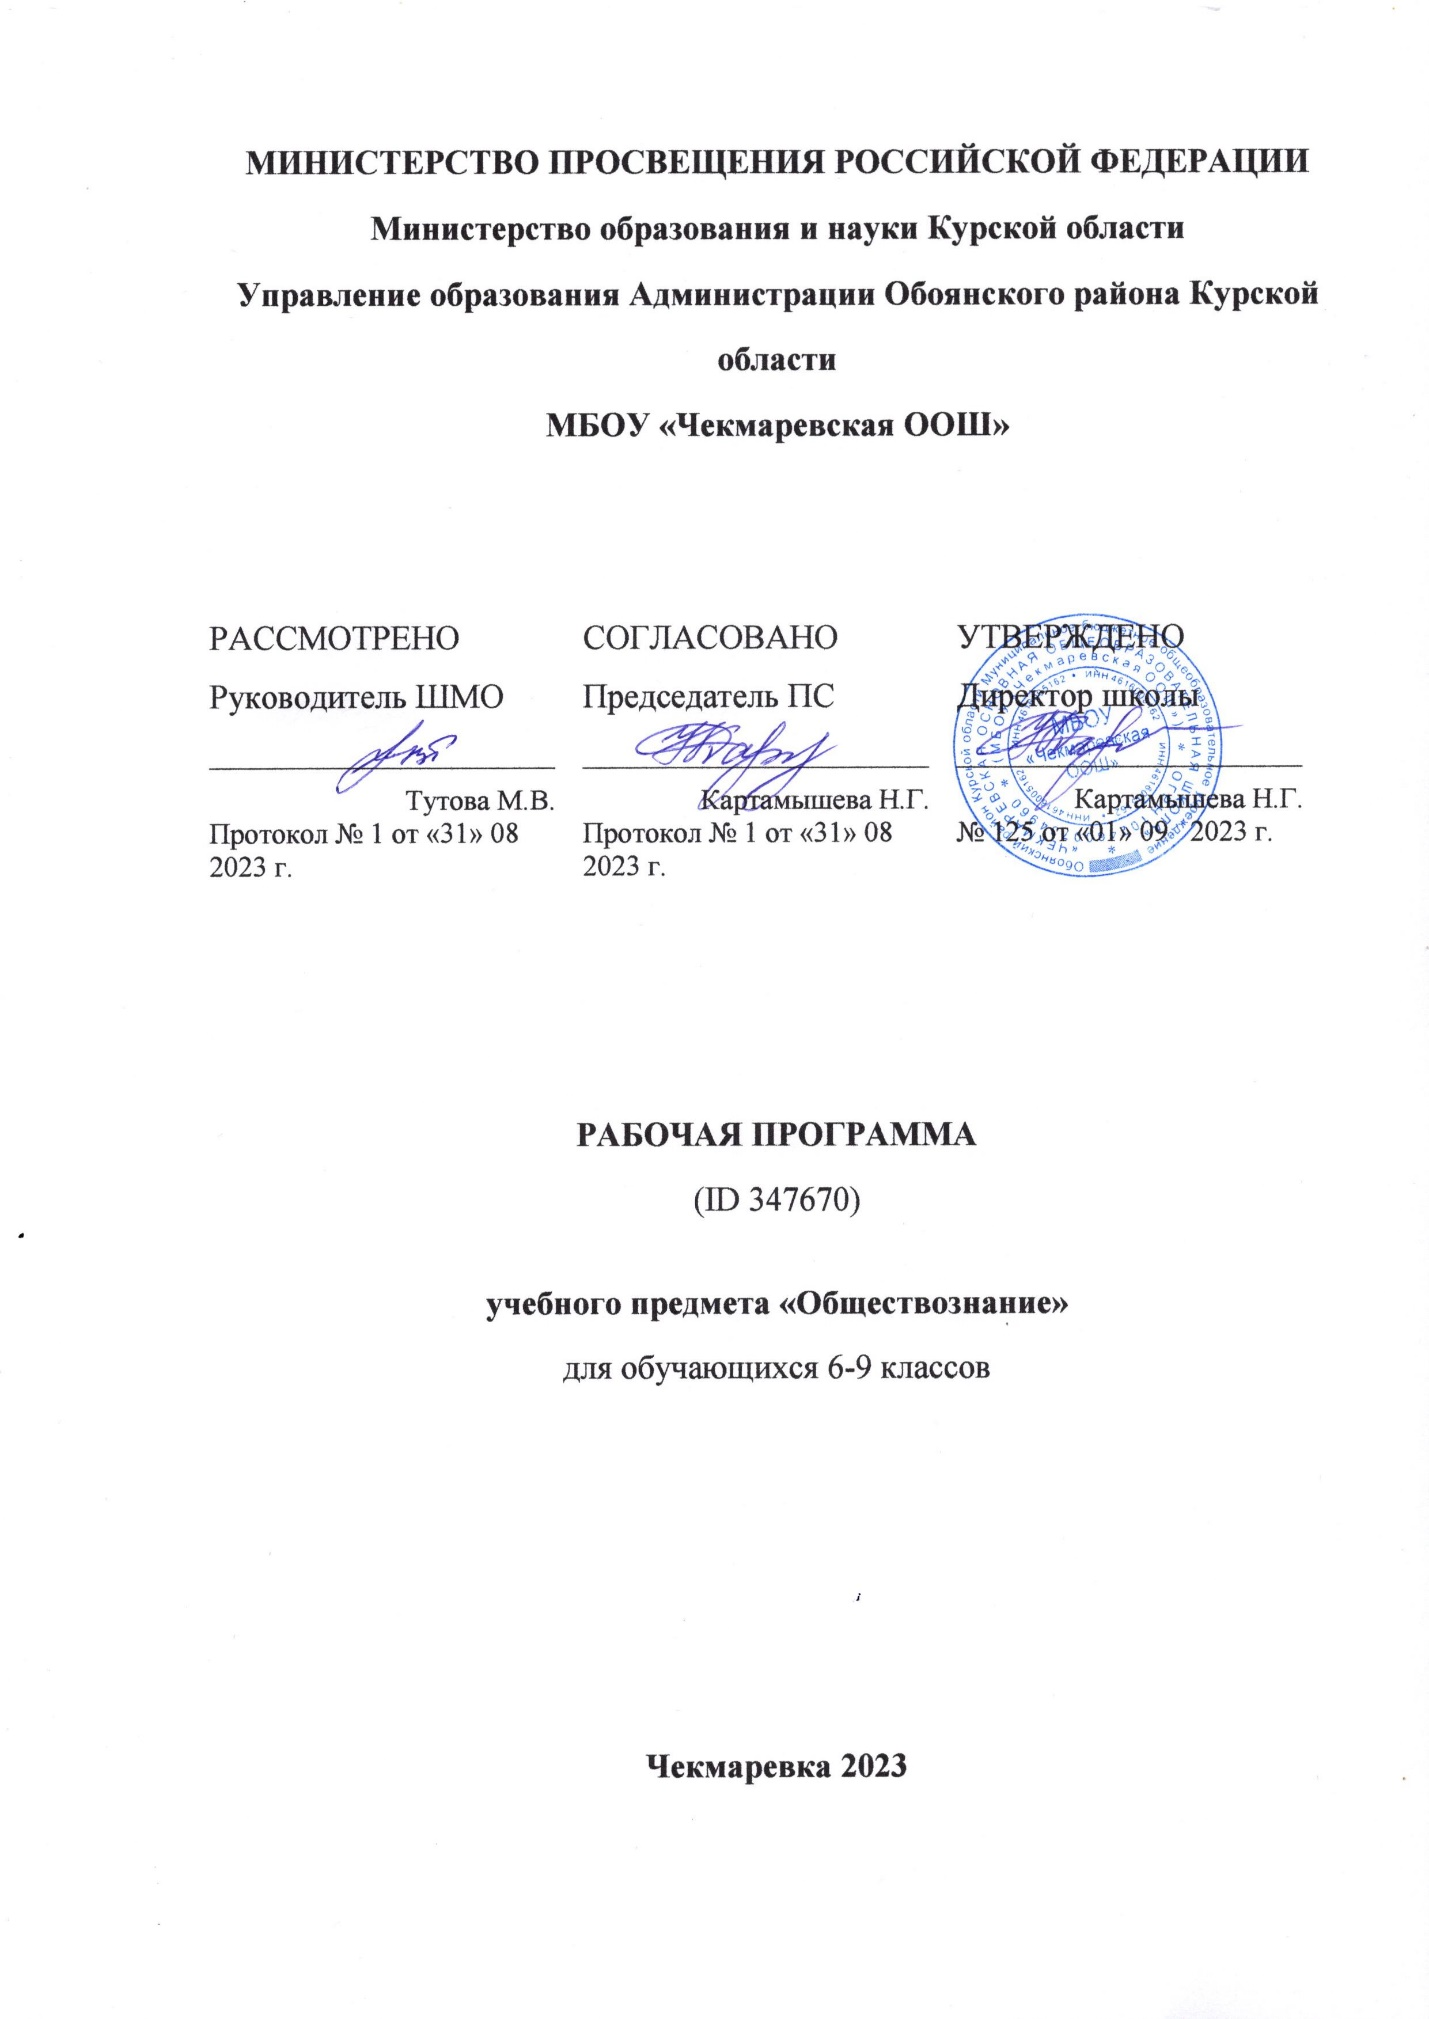 МИНИСТЕРСТВО ПРОСВЕЩЕНИЯ РОССИЙСКОЙ ФЕДЕРАЦИИ
Министерство образования и науки Курской области
Управление образования Администрации Обоянского района Курской
области
МБОУ «Чекмаревская ООШ»
РАССМОТРЕНО
Руководитель ШМО
Тутова М.В.
Протокол № 1 от «31» 08
2023 г.
СОГЛАСОВАНО
Председатель ПС
Картамышева Н.Г.
Протокол № 1 от «31» 08
2023 г.
УТВЕРЖДЕНО
Директор школы
Картамышева Н.Г.
№ 125 от «01» 09 2023 г.
МБОУ
«Чекмаревская
ООШ»
РАБОЧАЯ ПРОГРАММА
(ID 347670)
учебного предмета «Обществознание»
для обучающихся 6-9 классов
Чекмаревка 2023